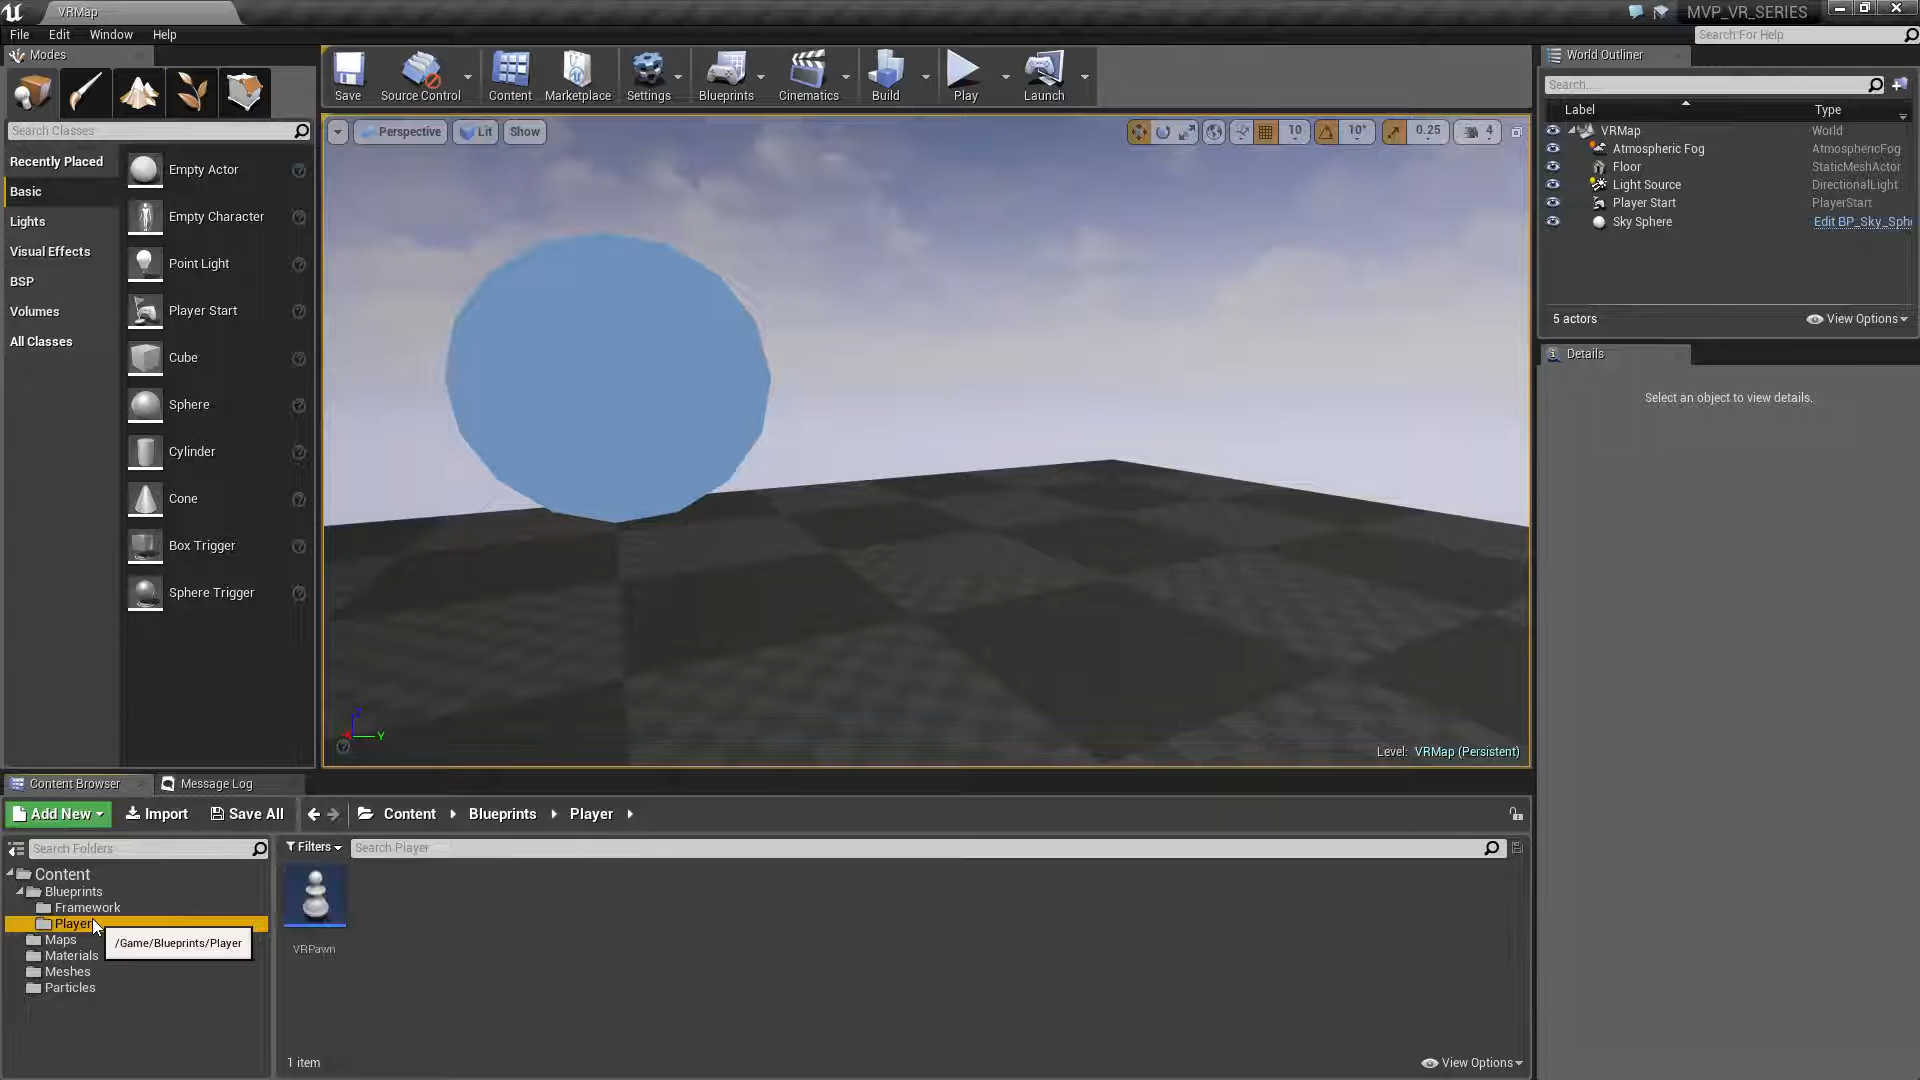 VRMap
MVP_VR_SERIES
File Edit Window Help
Search For Help
Modes
Search Classes
Recently Placed
Basic
Lights
Visual Effects
BSP
Volumes
All Classes
Empty Actor
Empty Character
Point Light
Player Start
Cube
Sphere
Cylinder
Cone
Box Trigger
Sphere Trigger
Save
Source Control
Content
Marketplace
Settings
Blueprints
Cinematics
Build
Play
Launch
Perspective
Lit
Show
10
10°
0.25
4
X
Y
Level: VRMap (Persistent)
World Outliner
Search...
Label Type
VRMap World
Atmospheric Fog AtmosphericFog
Floor StaticMeshActor
Light Source DirectionalLight
Player Start PlayerStart
Sky Sphere Edit BP_Sky_Sph
5 actors
View Options
Details
Select an object to view details.
Content Browser
Message Log
Add New
Import
Save All
Content
Blueprints
Player
Search Folders
Filters
Search Player
Content
Blueprints
Framework
Player
Maps
Materials
Meshes
Particles
/Game/Blueprints/Player
VRPawn
1 item
View Options